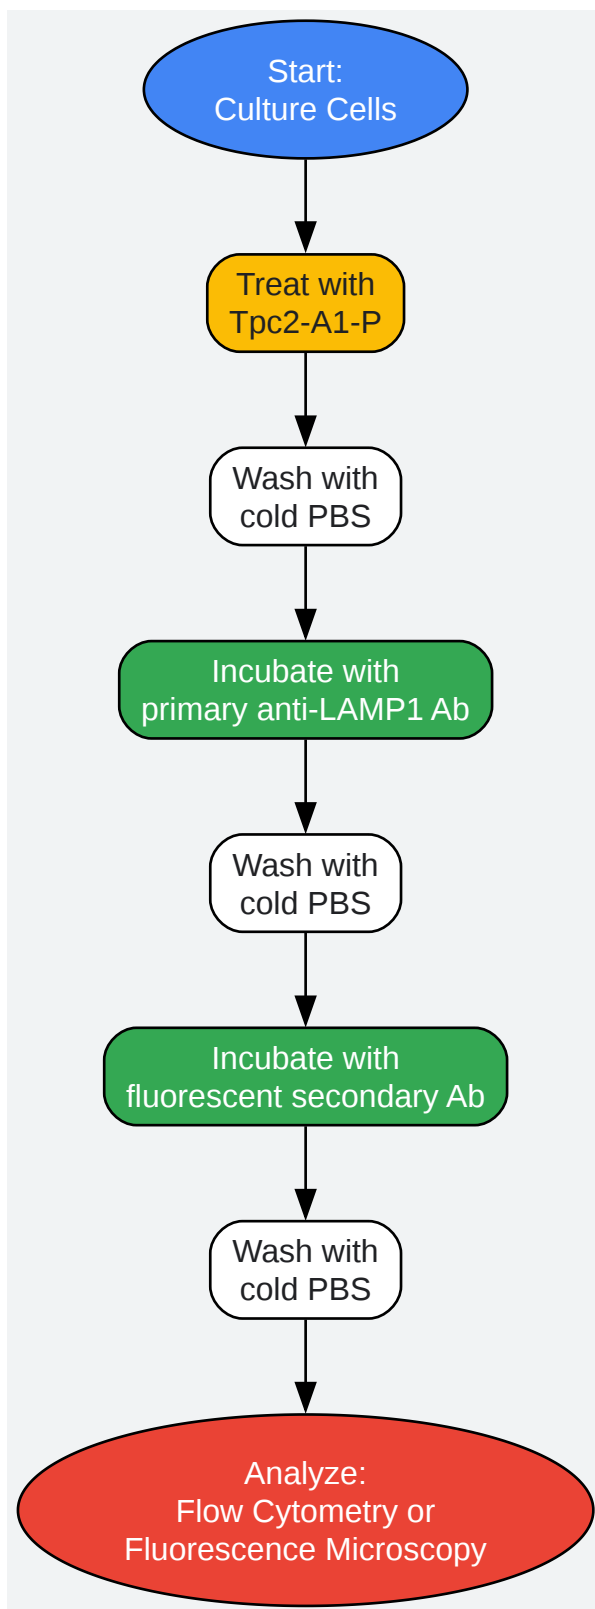 Start:
Culture Cells
Treat with
Tpc2-A1-P
Wash with
cold PBS
Incubate with
primary anti-LAMP1 Ab
Wash with
cold PBS
Incubate with
fluorescent secondary Ab
Wash with
cold PBS
Analyze:
Flow Cytometry or
Fluorescence Microscopy